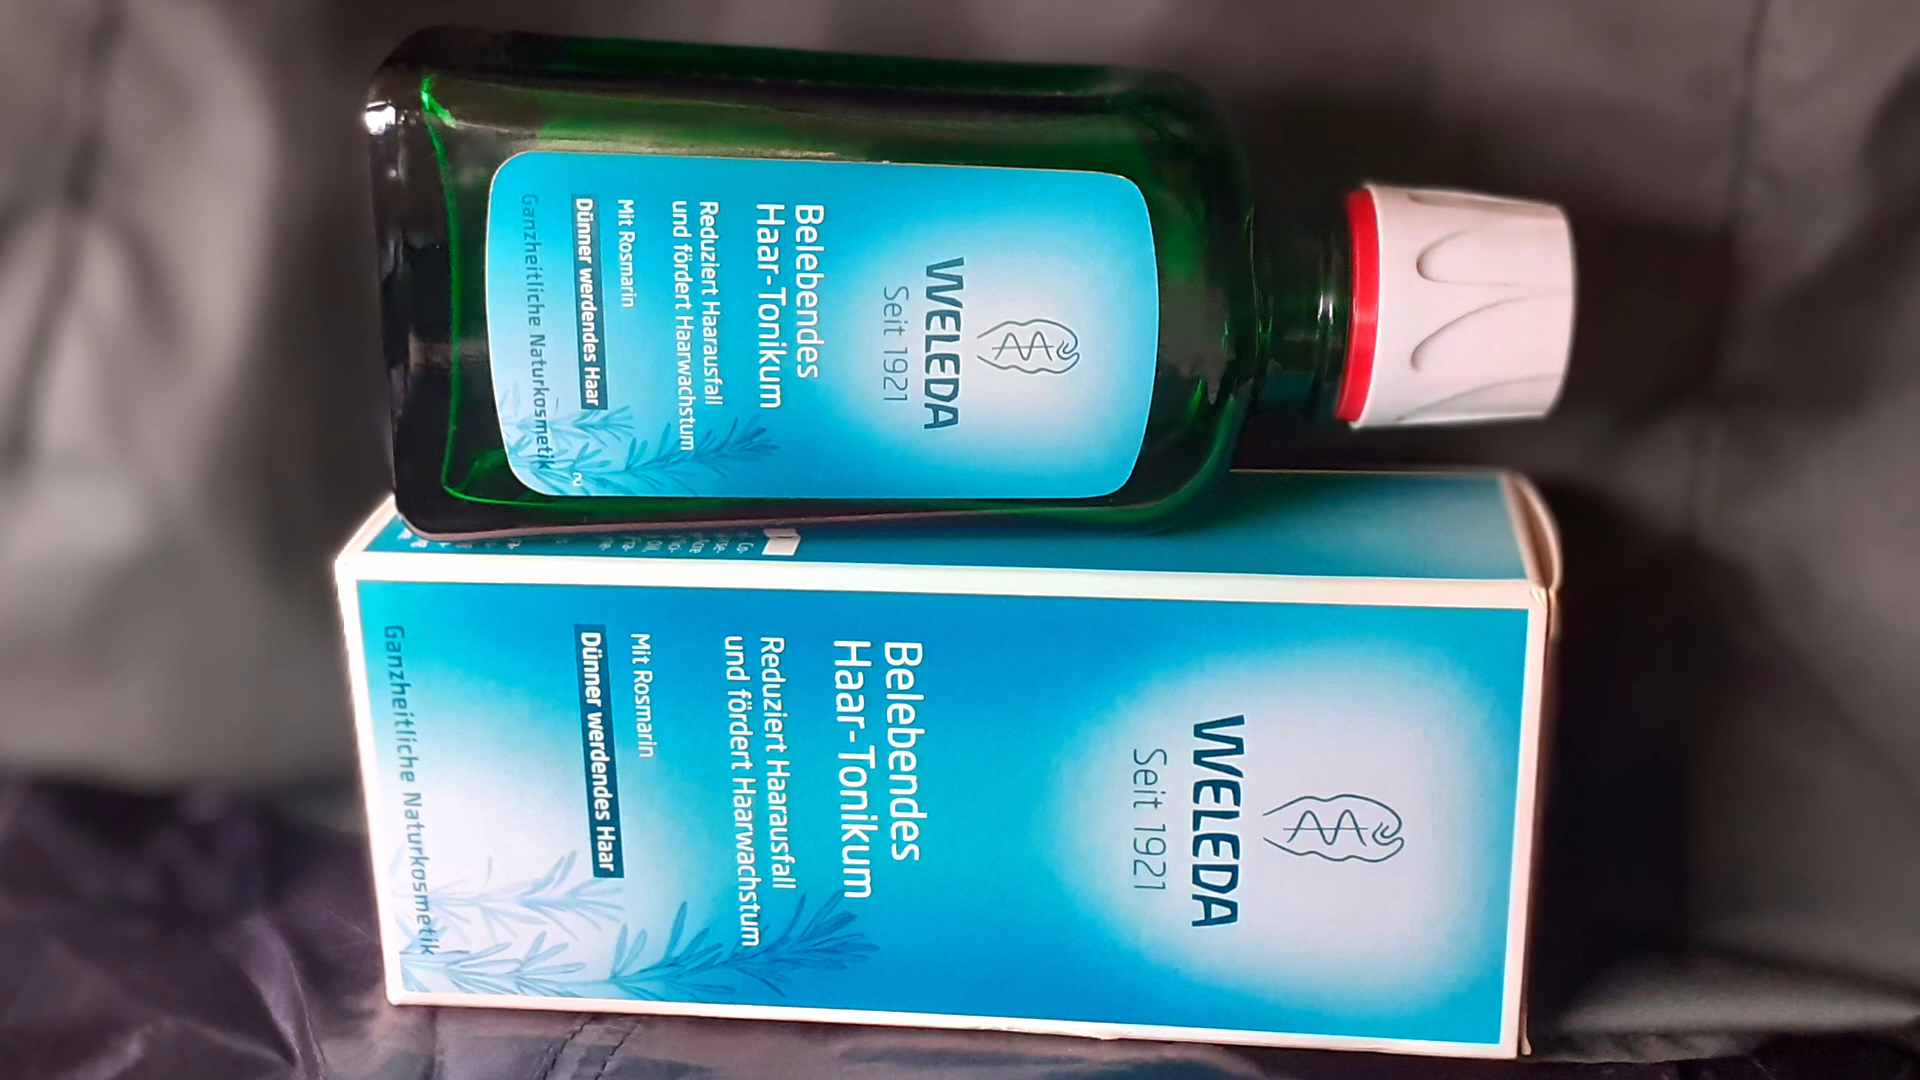 WELEDA
Seit 1921
Belebendes
Haar-Tonikum
Reduziert Haarausfall
und fördert Haarwachstum
Mit Rosmarin
Dünner werdendes Haar
Ganzheitliche Naturkosmetik
WELEDA
Seit 1921
Belebendes
Haar-Tonikum
Reduziert Haarausfall
und fördert Haarwachstum
Mit Rosmarin
Dünner werdendes Haar
Ganzheitliche Naturkosmetik